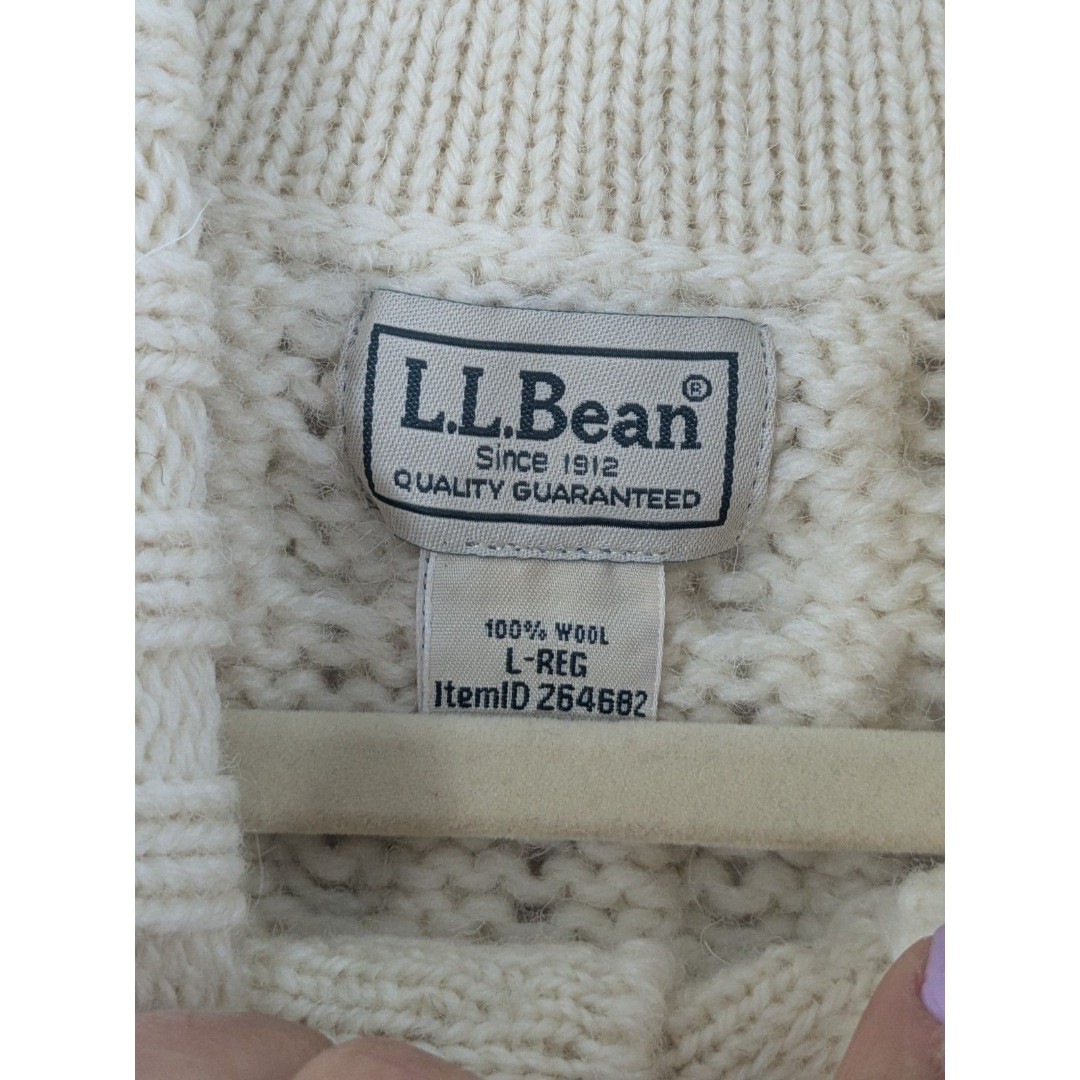 L.L.Bean®
Since 1912
QUALITY GUARANTEED
100% WOOL
L-REG
ItemID 264682